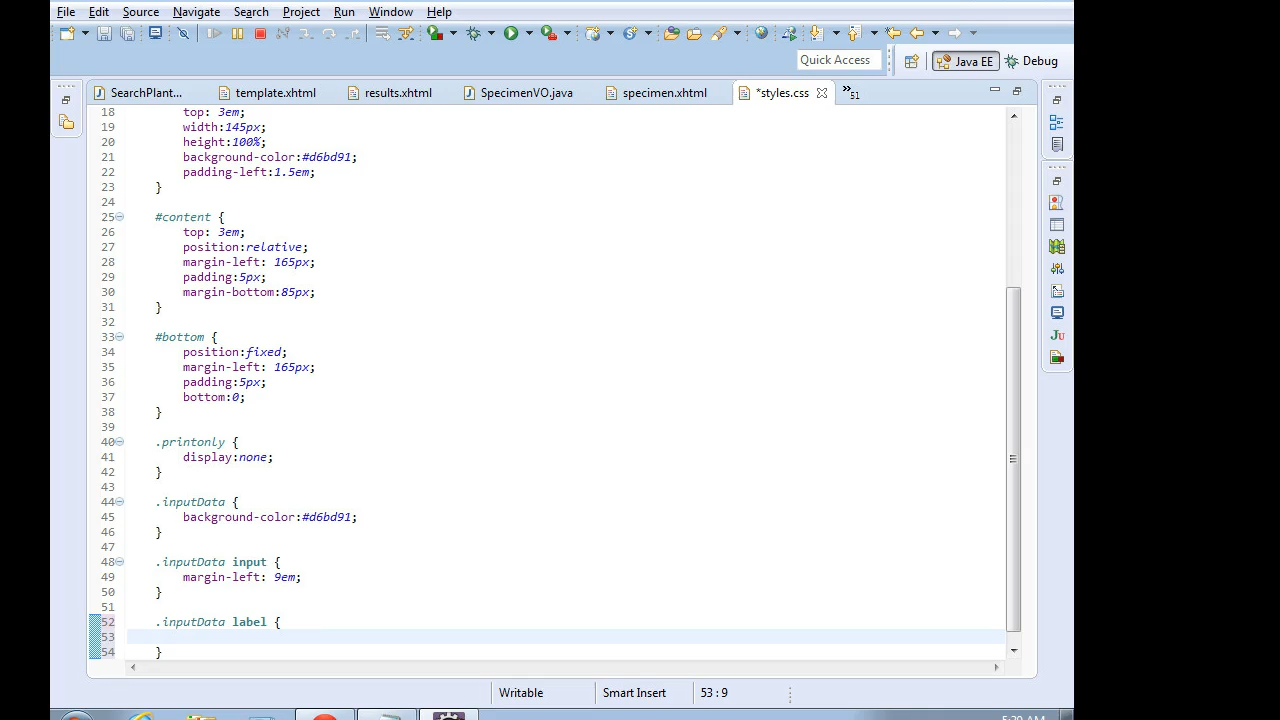 File Edit Source Navigate Search Project Run Window Help
Quick Access Java EE Debug
SearchPlant... template.xhtml results.xhtml SpecimenVO.java specimen.xhtml *styles.css »51
18 top: 3em;
19 width:145px;
20 height:100%;
21 background-color:#d6bd91;
22 padding-left:1.5em;
23 }
24
25 #content {
26 top: 3em;
27 position:relative;
28 margin-left: 165px;
29 padding:5px;
30 margin-bottom:85px;
31 }
32
33 #bottom {
34 position:fixed;
35 margin-left: 165px;
36 padding:5px;
37 bottom:0;
38 }
39
40 .printonly {
41 display:none;
42 }
43
44 .inputData {
45 background-color:#d6bd91;
46 }
47
48 .inputData input {
49 margin-left: 9em;
50 }
51
52 .inputData label {
53
54 }
Writable Smart Insert 53 : 9